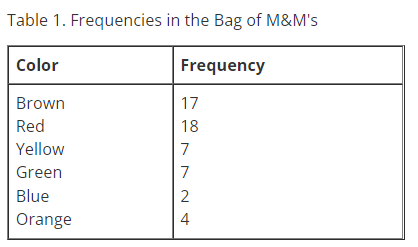 Table 1. Frequencies in the Bag of M&M's
Color Frequency
Brown 17
Red 18
Yellow 7
Green 7
Blue 2
Orange 4